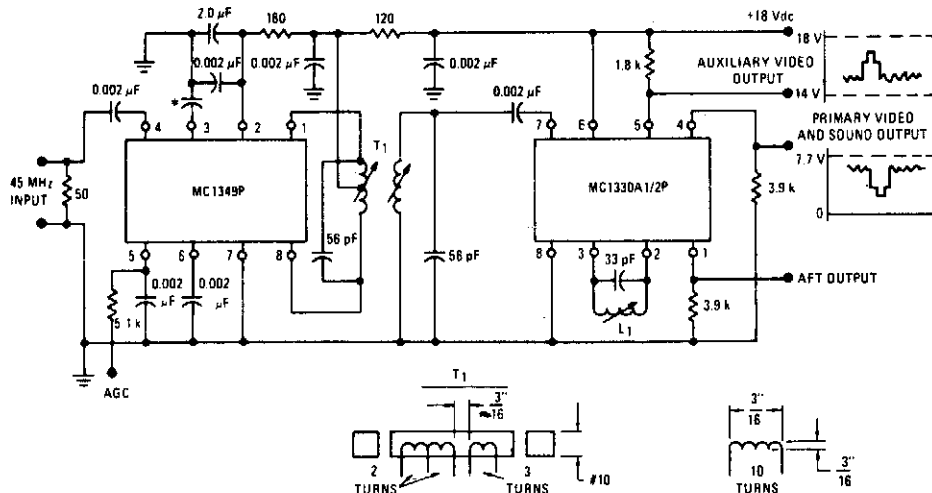 2.0 µF
180
120
+18 Vdc
18 V
0.002 µF
0.002 µF
0.002 µF
1.8 k
AUXILIARY VIDEO
OUTPUT
14 V
0.002 µF
*
0.002 µF
4 3 2 1
T1
7 6 5 4
PRIMARY VIDEO
AND SOUND OUTPUT
7.7 V
0
45 MHz
INPUT
50
MC1349P
MC1330A1/2P
3.9 k
56 pF
56 pF
5 6 7 8
8 3 2 1
33 pF
0.002
µF
0.002
µF
AFT OUTPUT
5.1 k
L1
3.9 k
AGC
T1
3"
≈16
3"
16
2
TURNS
3
TURNS
#10
10
TURNS
3"
16